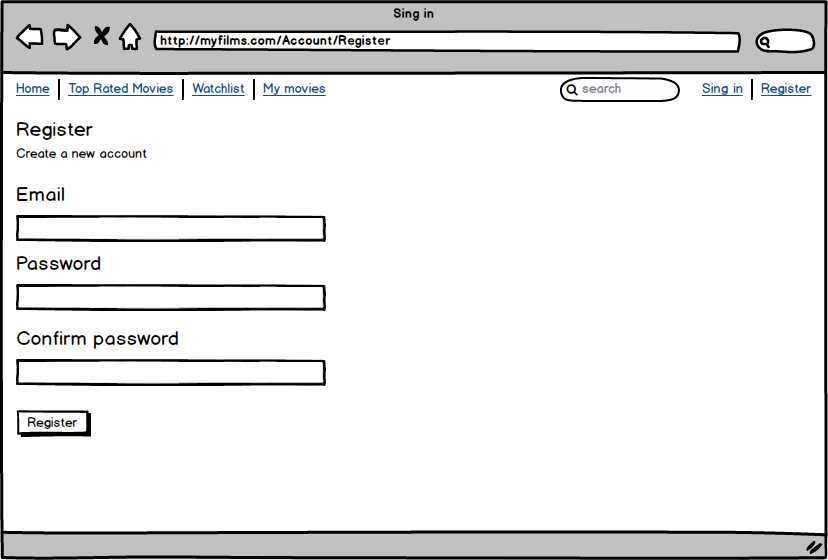 Sing in
http://myfilms.com/Account/Register
Home Top Rated Movies Watchlist My movies search Sing in Register
Register
Create a new account
Email
Password
Confirm password
Register